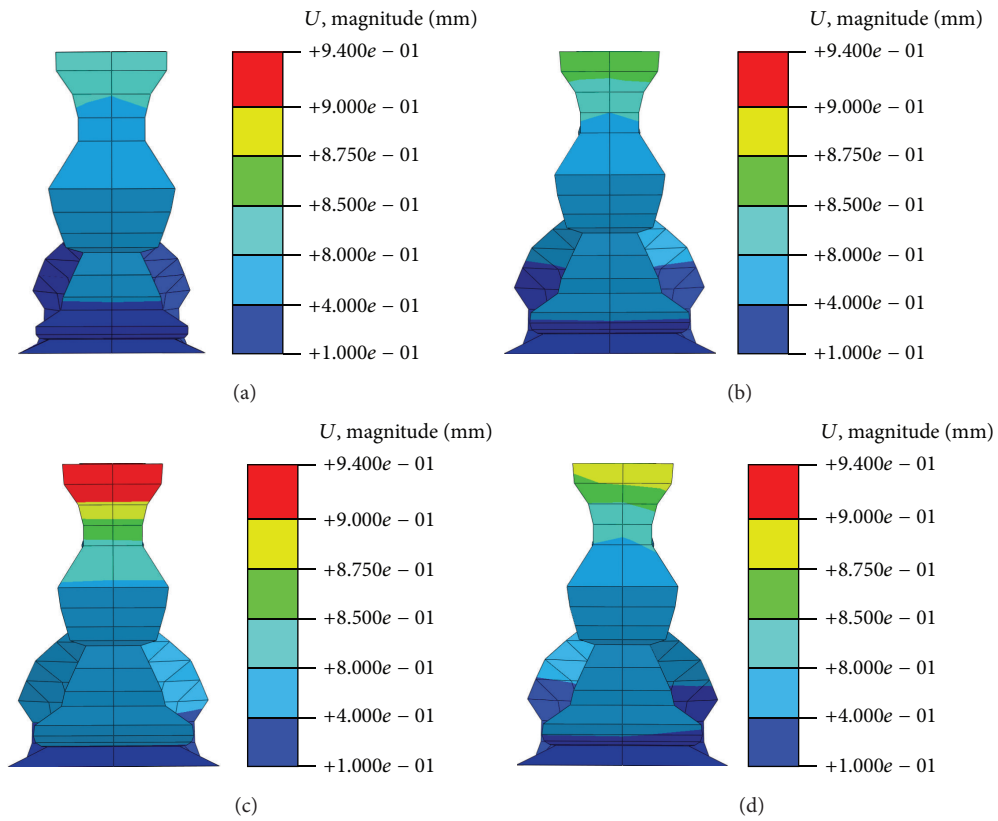 U, magnitude (mm)
+9.400e − 01
+9.000e − 01
+8.750e − 01
+8.500e − 01
+8.000e − 01
+4.000e − 01
+1.000e − 01
(a)
U, magnitude (mm)
+9.400e − 01
+9.000e − 01
+8.750e − 01
+8.500e − 01
+8.000e − 01
+4.000e − 01
+1.000e − 01
(b)
U, magnitude (mm)
+9.400e − 01
+9.000e − 01
+8.750e − 01
+8.500e − 01
+8.000e − 01
+4.000e − 01
+1.000e − 01
(c)
U, magnitude (mm)
+9.400e − 01
+9.000e − 01
+8.750e − 01
+8.500e − 01
+8.000e − 01
+4.000e − 01
+1.000e − 01
(d)